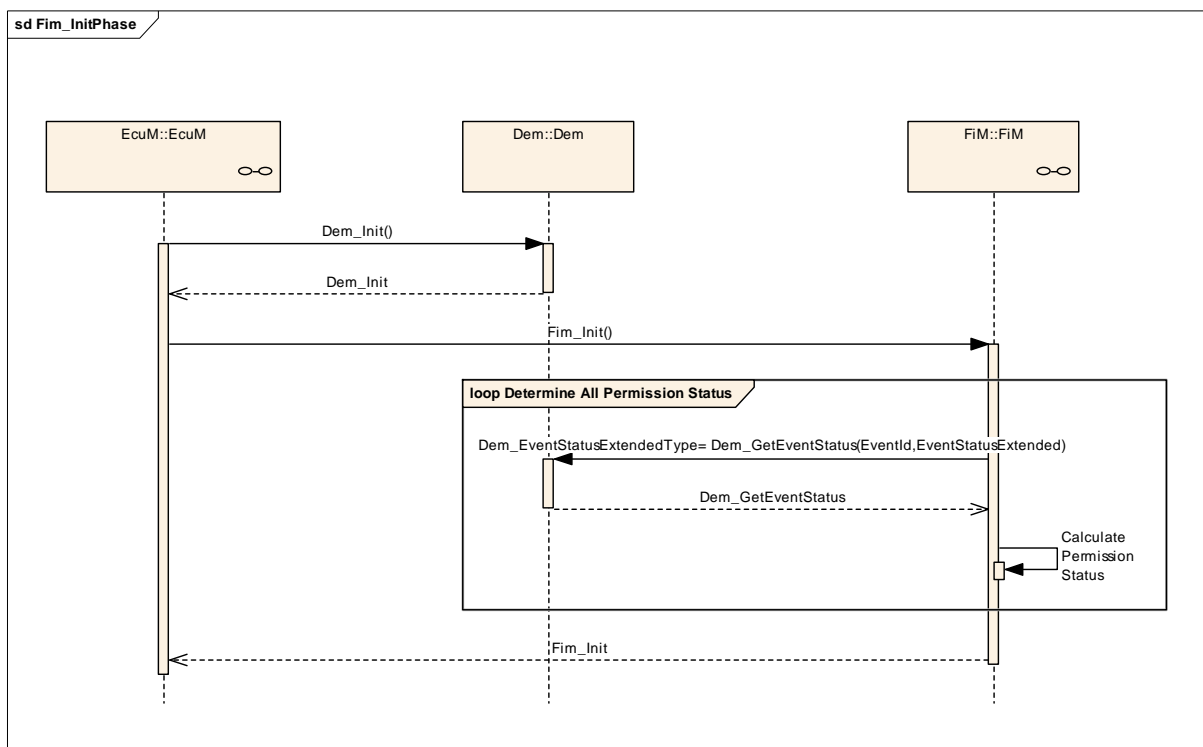 sd Fim_InitPhase
EcuM::EcuM
Dem::Dem
FiM::FiM
Dem_Init()
Dem_Init
Fim_Init()
loop Determine All Permission Status
Dem_EventStatusExtendedType= Dem_GetEventStatus(EventId,EventStatusExtended)
Dem_GetEventStatus
Calculate
Permission
Status
Fim_Init